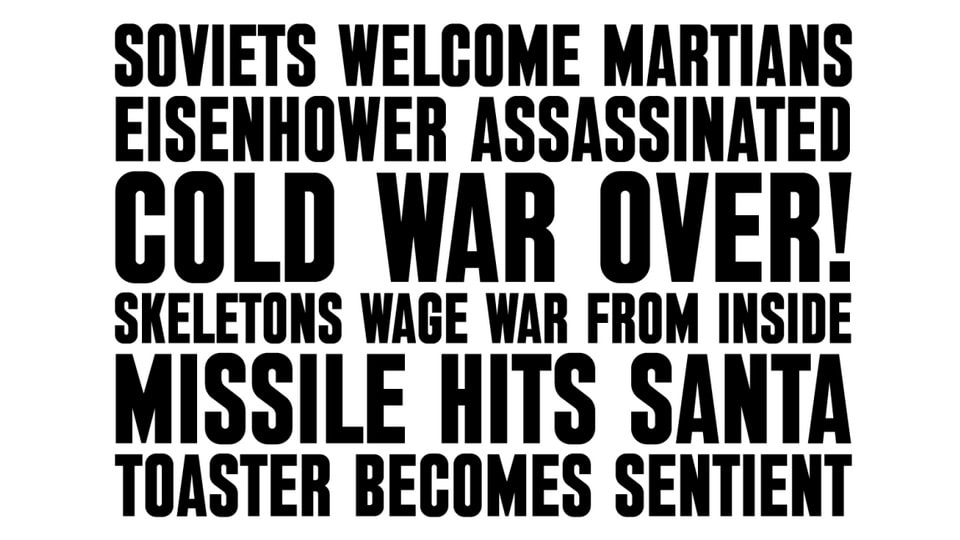 SOVIETS WELCOME MARTIANS
EISENHOWER ASSASSINATED
COLD WAR OVER!
SKELETONS WAGE WAR FROM INSIDE
MISSILE HITS SANTA
TOASTER BECOMES SENTIENT